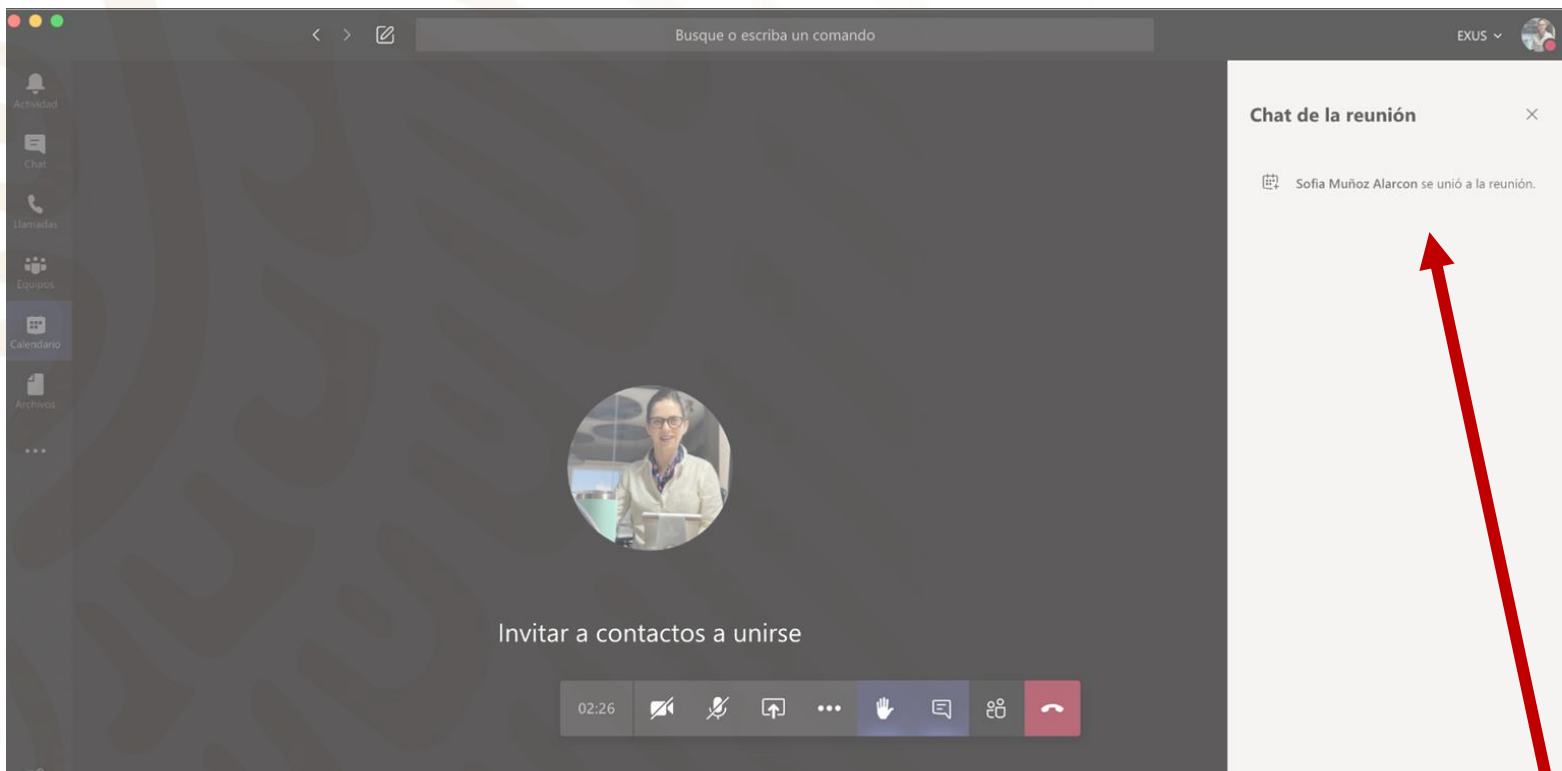 Busque o escriba un comando
EXUS
Actividad
Chat
Llamadas
Equipos
Calendario
Archivos
Chat de la reunión
Sofia Muñoz Alarcon se unió a la reunión.
Invitar a contactos a unirse
02:26